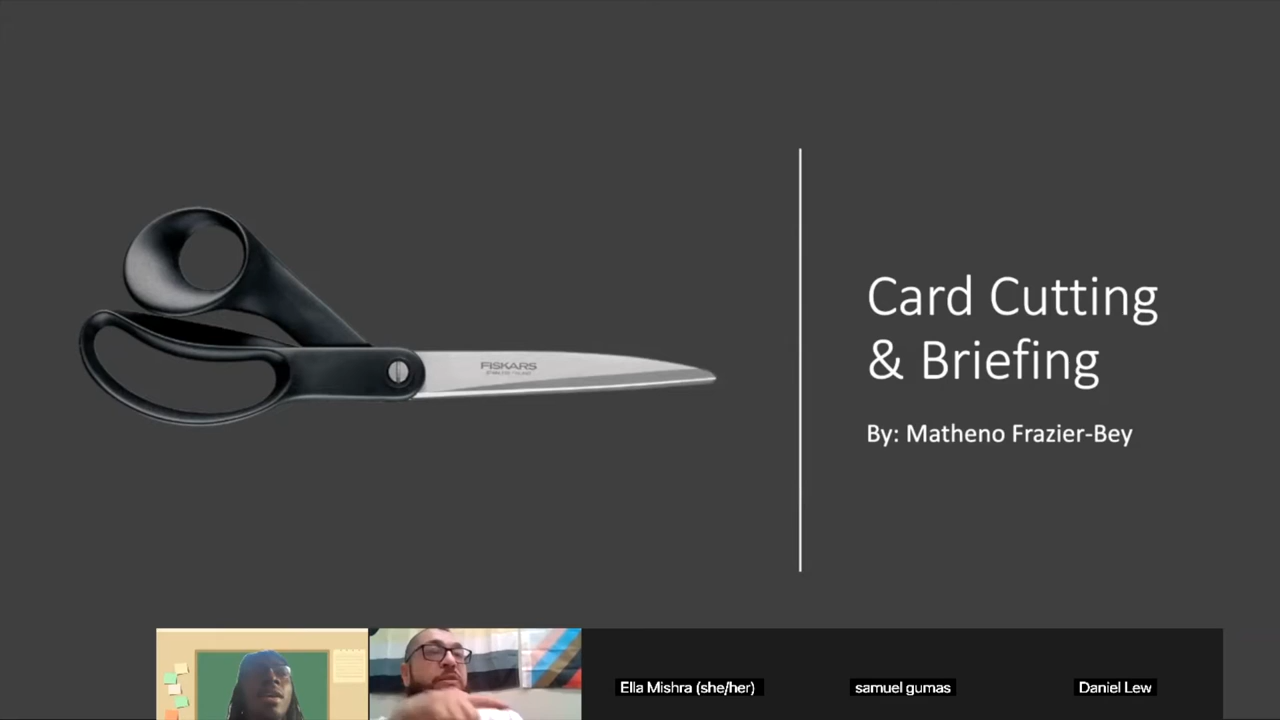 FISKARS
Card Cutting
& Briefing
By: Matheno Frazier-Bey
Ella Mishra (she/her)
samuel gumas
Daniel Lew